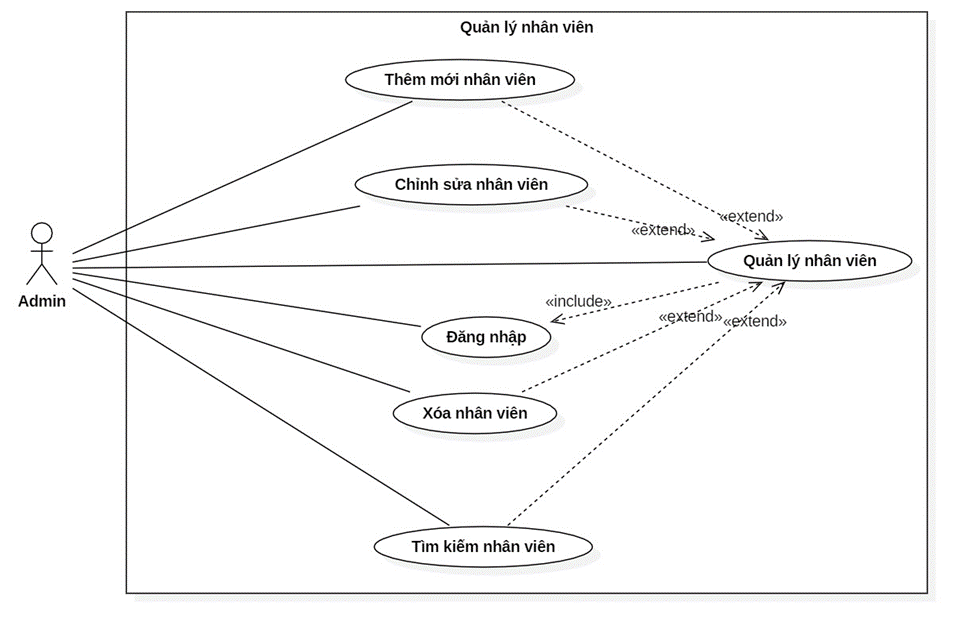 Quản lý nhân viên
Thêm mới nhân viên
Chỉnh sửa nhân viên
«extend»
«extend»
Quản lý nhân viên
Admin
«include»
«extend»
«extend»
Đăng nhập
Xóa nhân viên
Tìm kiếm nhân viên